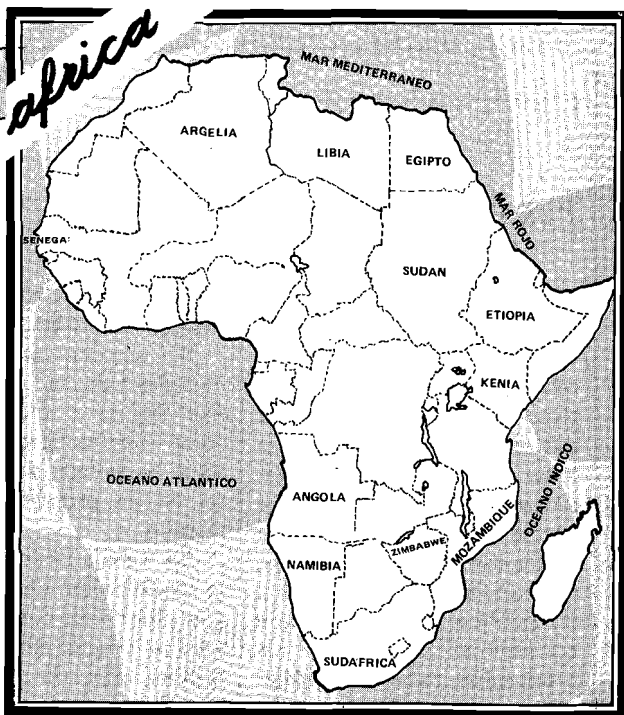 africa
MAR MEDITERRANEO
ARGELIA
LIBIA
EGIPTO
MAR ROJO
SENEGA
SUDAN
ETIOPIA
KENIA
OCEANO ATLANTICO
ANGOLA
OCEANO INDICO
MOZAMBIQUE
ZIMBABWE
NAMIBIA
SUDAFRICA